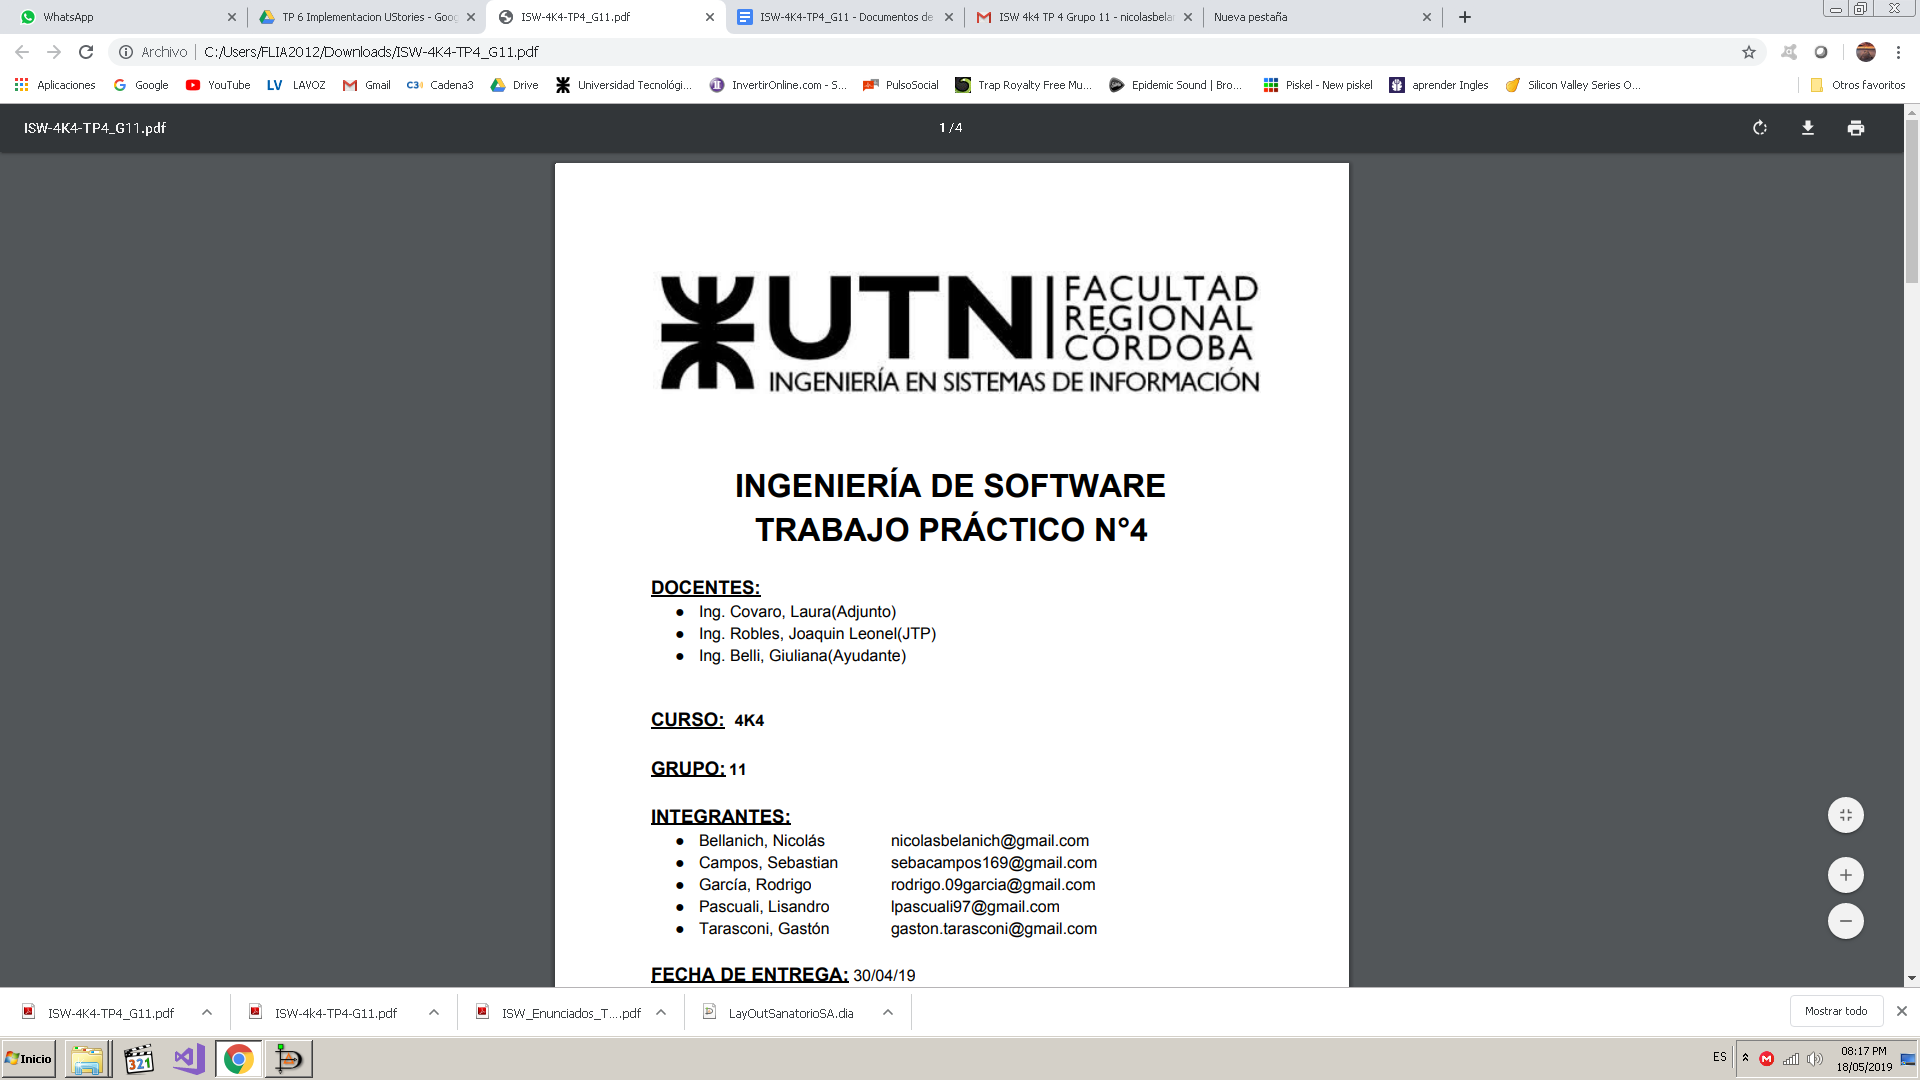 WhatsApp
TP 6 Implementacion UStories - Goo
ISW-4K4-TP4_G11.pdf
ISW-4K4-TP4_G11 - Documentos de
ISW 4k4 TP 4 Grupo 11 - nicolasbela
Nueva pestaña
Archivo
C:/Users/FLIA2012/Downloads/ISW-4K4-TP4_G11.pdf
Aplicaciones
Google
YouTube
LV LAVOZ
Gmail
C3 Cadena3
Drive
Universidad Tecnológi...
InvertirOnline.com - S...
PulsoSocial
Trap Royalty Free Mu...
Epidemic Sound | Bro...
Piskel - New piskel
aprender Ingles
Silicon Valley Series O...
Otros favoritos
ISW-4K4-TP4_G11.pdf
1/4
UTN
FACULTAD
REGIONAL
CÓRDOBA
INGENIERÍA EN SISTEMAS DE INFORMACIÓN
INGENIERÍA DE SOFTWARE
TRABAJO PRÁCTICO N°4
DOCENTES:
● Ing. Covaro, Laura(Adjunto)
● Ing. Robles, Joaquin Leonel(JTP)
● Ing. Belli, Giuliana(Ayudante)
CURSO: 4K4
GRUPO: 11
INTEGRANTES:
● Bellanich, Nicolás nicolasbelanich@gmail.com
● Campos, Sebastian sebacampos169@gmail.com
● García, Rodrigo rodrigo.09garcia@gmail.com
● Pascuali, Lisandro lpascuali97@gmail.com
● Tarasconi, Gastón gaston.tarasconi@gmail.com
FECHA DE ENTREGA: 30/04/19
ISW-4K4-TP4_G11.pdf
ISW-4k4-TP4-G11.pdf
ISW_Enunciados_T....pdf
LayOutSanatorioSA.dia
Mostrar todo
Inicio
321
ES
08:17 PM
18/05/2019